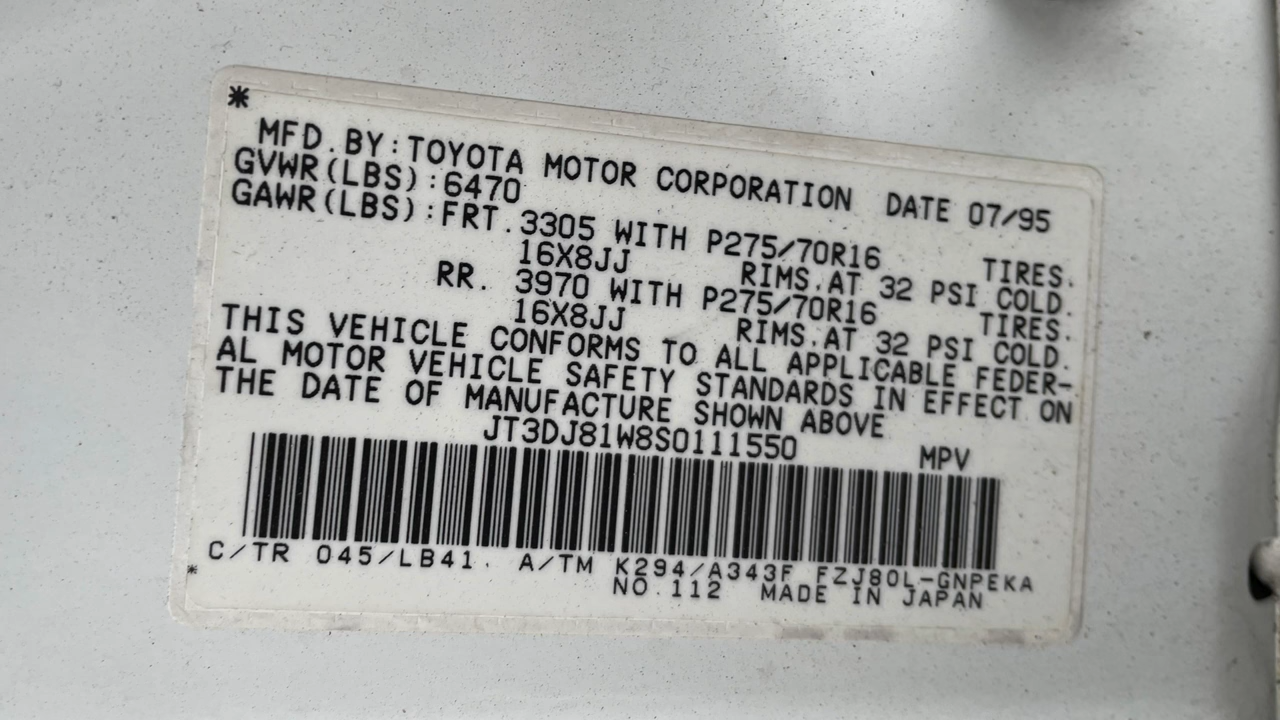 *
MFD.BY:TOYOTA MOTOR CORPORATION DATE 07/95
GVWR(LBS):6470
GAWR(LBS):FRT.3305 WITH P275/70R16 TIRES.
16X8JJ RIMS.AT 32 PSI COLD.
RR. 3970 WITH P275/70R16 TIRES.
16X8JJ RIMS.AT 32 PSI COLD.
THIS VEHICLE CONFORMS TO ALL APPLICABLE FEDER-
AL MOTOR VEHICLE SAFETY STANDARDS IN EFFECT ON
THE DATE OF MANUFACTURE SHOWN ABOVE
JT3DJ81W8S0111550 MPV
C/TR 045/LB41. A/TM K294/A343F FZJ80L-GNPEKA
* NO.112 MADE IN JAPAN